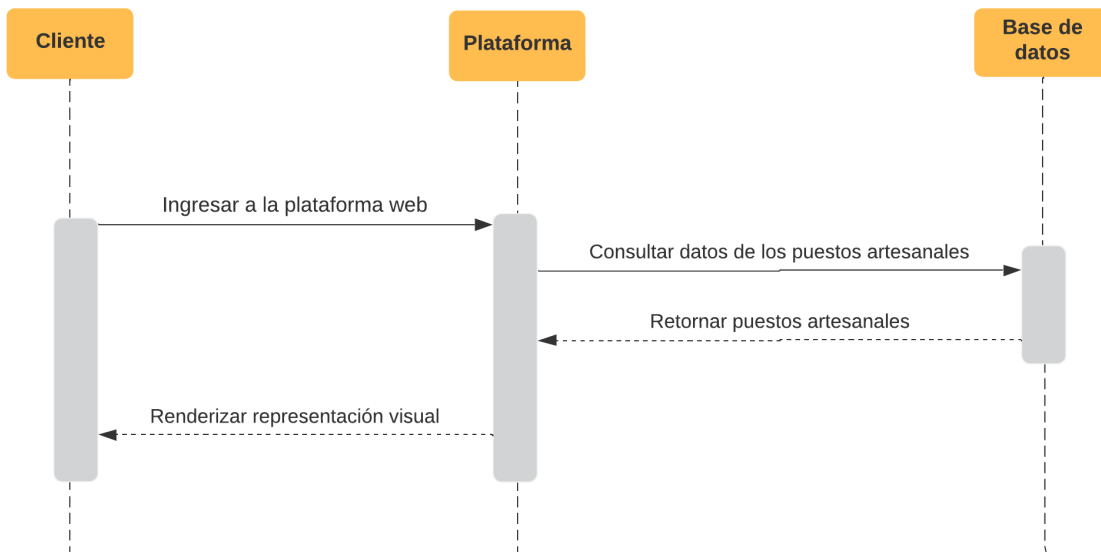 Cliente
Plataforma
Base de
datos
Ingresar a la plataforma web
Consultar datos de los puestos artesanales
Retornar puestos artesanales
Renderizar representación visual